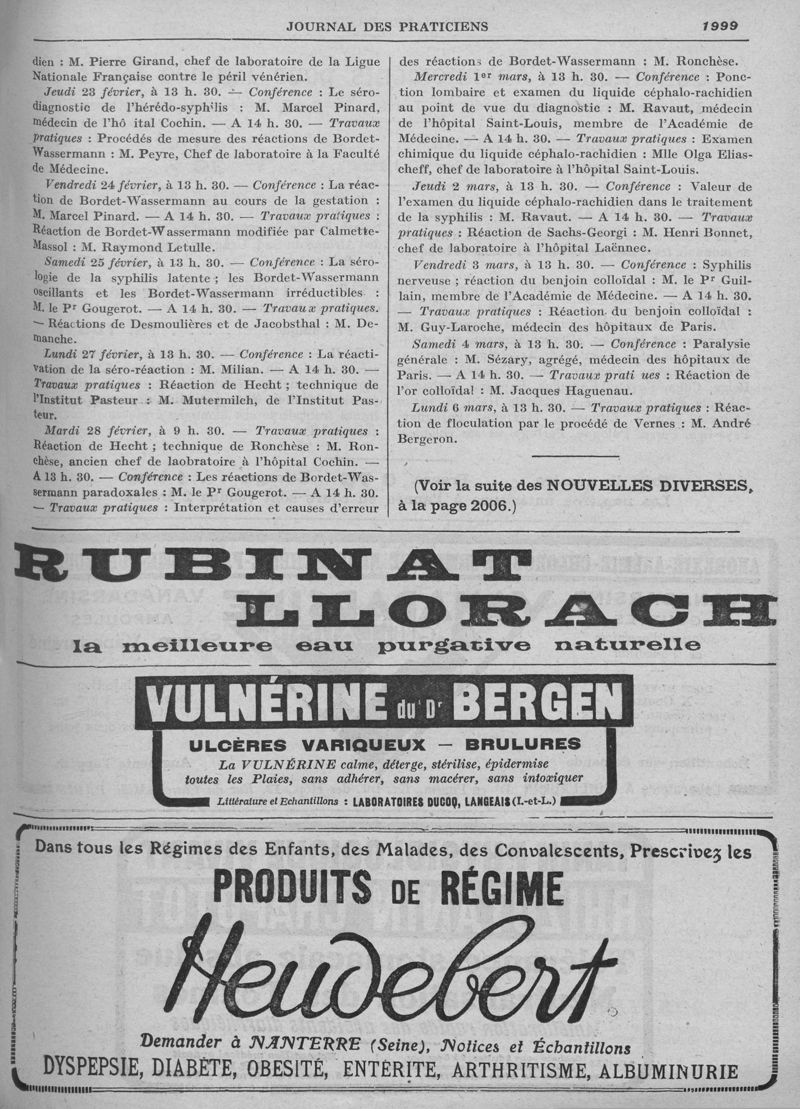 JOURNAL DES PRATICIENS
1999
dien : M. Pierre Girand, chef de laboratoire de la Ligue
Nationale Française contre le péril vénérien.
Jeudi 23 février, à 13 h. 30. — Conférence : Le séro-
diagnostic de l'hérédo-syphilis : M. Marcel Pinard,
médecin de l'hô ital Cochin. — A 14 h. 30. — Travaux
pratiques : Procédés de mesure des réactions de Bordet-
Wassermann : M. Peyre, Chef de laboratoire à la Faculté
de Médecine.
Vendredi 24 février, à 13 h. 30. — Conférence : La réac-
tion de Bordet-Wassermann au cours de la gestation :
M. Marcel Pinard. — A 14 h. 30. — Travaux pratiques :
Réaction de Bordet-Wassermann modifiée par Calmette-
Massol : M. Raymond Letulle.
Samedi 25 février, à 13 h. 30. — Conférence : La séro-
logie de la syphilis latente ; les Bordet-Wassermann
oscillants et les Bordet-Wassermann irréductibles :
M. le Pr Gougerot. — A 14 h. 30. — Travaux pratiques.
— Réactions de Desmoulières et de Jacobsthal : M. De-
manche.
Lundi 27 février, à 13 h. 30. — Conférence : La réacti-
vation de la séro-réaction : M. Milian. — A 14 h. 30. —
Travaux pratiques : Réaction de Hecht ; technique de
l'Institut Pasteur : M. Mutermilch, de l'Institut Pas-
teur.
Mardi 28 février, à 9 h. 30. — Travaux pratiques :
Réaction de Hecht ; technique de Ronchèse : M. Ron-
chèse, ancien chef de laobratoire à l'hôpital Cochin. —
A 13 h. 30. — Conférence : Les réactions de Bordet-Was-
sermann paradoxales : M. le Pr Gougerot. — A 14 h. 30.
— Travaux pratiques : Interprétation et causes d'erreur
des réactions de Bordet-Wassermann : M. Ronchèse.
Mercredi 1er mars, à 13 h. 30. — Conférence : Ponc-
tion lombaire et examen du liquide céphalo-rachidien
au point de vue du diagnostic : M. Ravaut, médecin
de l'hôpital Saint-Louis, membre de l'Académie de
Médecine. — A 14 h. 30. — Travaux pratiques : Examen
chimique du liquide céphalo-rachidien : Mlle Olga Elias-
cheff, chef de laboratoire à l'hôpital Saint-Louis.
Jeudi 2 mars, à 13 h. 30. — Conférence : Valeur de
l'examen du liquide céphalo-rachidien dans le traitement
de la syphilis : M. Ravaut. — A 14 h. 30. — Travaux
pratiques : Réaction de Sachs-Georgi : M. Henri Bonnet,
chef de laboratoire à l'hôpital Laënnec.
Vendredi 3 mars, à 13 h. 30. — Conférence : Syphilis
nerveuse ; réaction du benjoin colloïdal : M. le Pr Guil-
lain, membre de l'Académie de Médecine. — A 14 h. 30.
— Travaux pratiques : Réaction du benjoin colloïdal :
M. Guy-Laroche, médecin des hôpitaux de Paris.
Samedi 4 mars, à 13 h. 30. — Conférence : Paralysie
générale : M. Sézary, agrégé, médecin des hôpitaux de
Paris. — A 14 h. 30. — Travaux prati ues : Réaction de
l'or colloïdal : M. Jacques Haguenau.
Lundi 6 mars, à 13 h. 30. — Travaux pratiques : Réac-
tion de floculation par le procédé de Vernes : M. André
Bergeron.
(Voir la suite des NOUVELLES DIVERSES,
à la page 2006.)
RUBINAT
LLORACH
la meilleure eau purgative naturelle
VULNÉRINE du Dr BERGEN
ULCÈRES VARIQUEUX — BRULURES
La VULNÉRINE calme, déterge, stérilise, épidermise
toutes les Plaies, sans adhérer, sans macérer, sans intoxiquer
Littérature et Echantillons : LABORATOIRES DUCOQ, LANGEAIS (I.-et-L.)
Dans tous les Régimes des Enfants, des Malades, des Convalescents, Prescrivez les
PRODUITS DE RÉGIME
Heudebert
Demander à NANTERRE (Seine), Notices et Échantillons
DYSPEPSIE, DIABÈTE, OBESITÉ, ENTÉRITE, ARTHRITISME, ALBUMINURIE